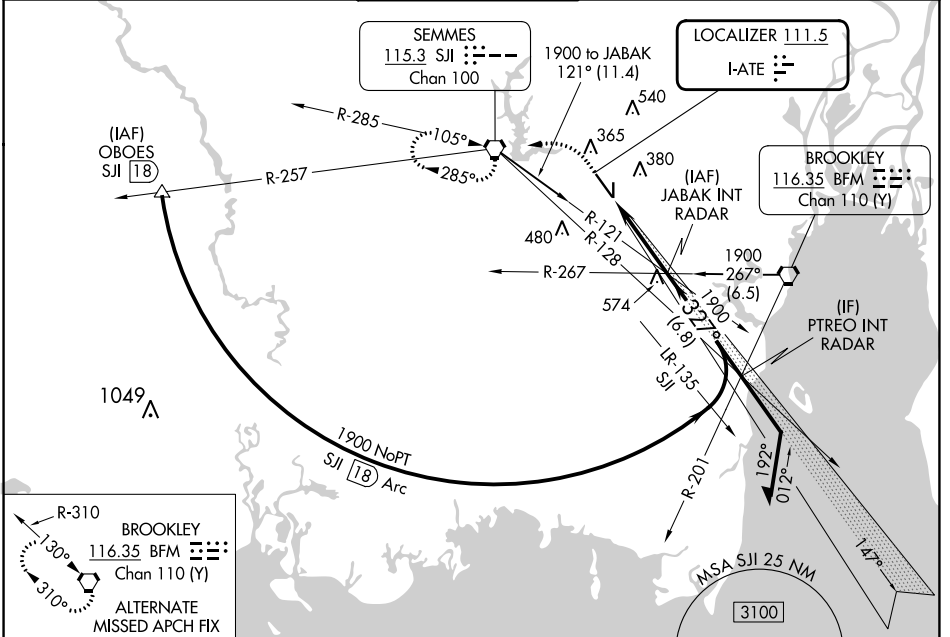 SEMMES
115.3 SJI
Chan 100
1900 to JABAK
121° (11.4)
LOCALIZER 111.5
I-ATE
540
365
380
R-285
105°
285°
(IAF)
OBOES
SJI 18
R-257
BROOKLEY
116.35 BFM
Chan 110 (Y)
(IAF)
JABAK INT
RADAR
R-121
R-128
480
R-267
1900
267°
(6.5)
574
1900
327°
(6.8)
(IF)
PTREO INT
RADAR
LR-135
SJI
1049
1900 NoPT
SJI 18 Arc
R-201
192°
012°
147°
R-310
130°
310°
BROOKLEY
116.35 BFM
Chan 110 (Y)
ALTERNATE
MISSED APCH FIX
MSA SJI 25 NM
3100